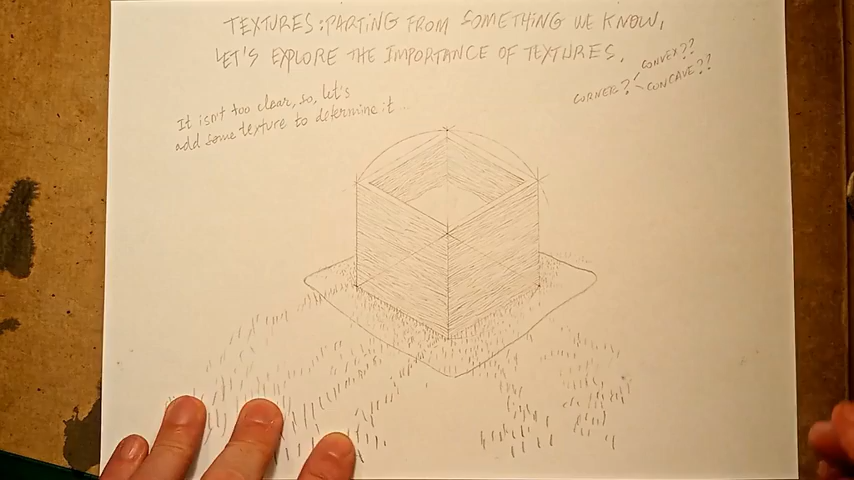 TEXTURES: PARTING FROM SOMETHING WE KNOW,
LET'S EXPLORE THE IMPORTANCE OF TEXTURES.
It isn't too clear, so, let's
add some texture to determine it...
CORNER?
CONVEX??
CONCAVE??